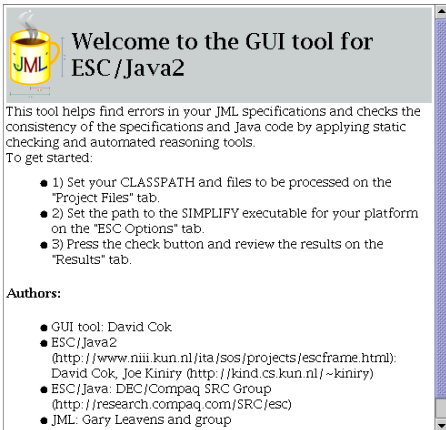 JML
Welcome to the GUI tool for
ESC/Java2
This tool helps find errors in your JML specifications and checks the
consistency of the specifications and Java code by applying static
checking and automated reasoning tools.
To get started:
● 1) Set your CLASSPATH and files to be processed on the
"Project Files" tab.
● 2) Set the path to the SIMPLIFY executable for your platform
on the "ESC Options" tab.
● 3) Press the check button and review the results on the
"Results" tab.
Authors:
● GUI tool: David Cok
● ESC/Java2
(http://www.niii.kun.nl/ita/sos/projects/escframe.html):
David Cok, Joe Kiniry (http://kind.cs.kun.nl/~kiniry)
● ESC/Java: DEC/Compaq SRC Group
(http://research.compaq.com/SRC/esc)
● JML: Gary Leavens and group